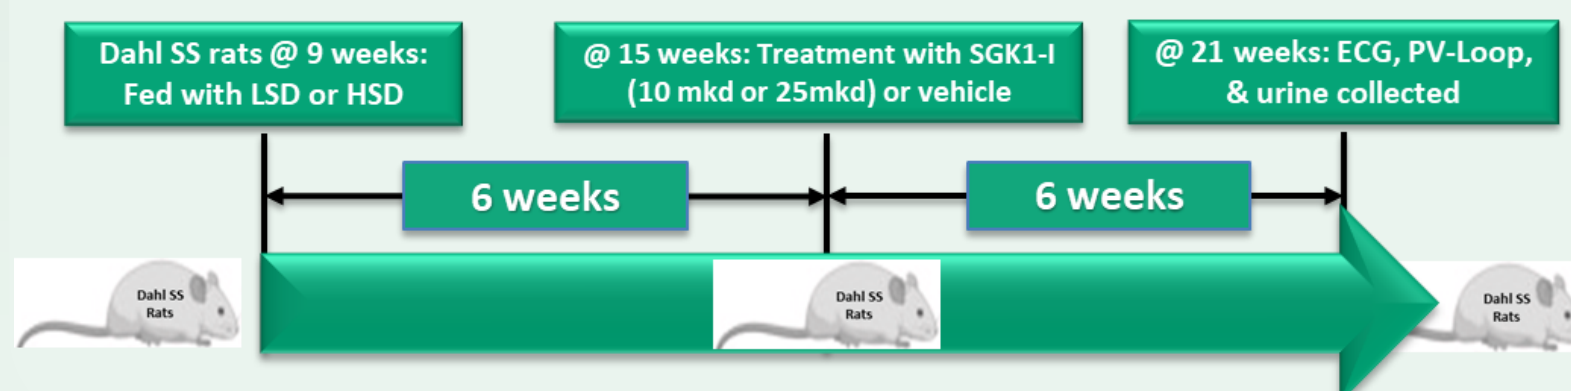 Dahl SS rats @ 9 weeks:
Fed with LSD or HSD
@ 15 weeks: Treatment with SGK1-I
(10 mkd or 25mkd) or vehicle
@ 21 weeks: ECG, PV-Loop,
& urine collected
6 weeks
6 weeks
Dahl SS
Rats
Dahl SS
Rats
Dahl SS
Rats